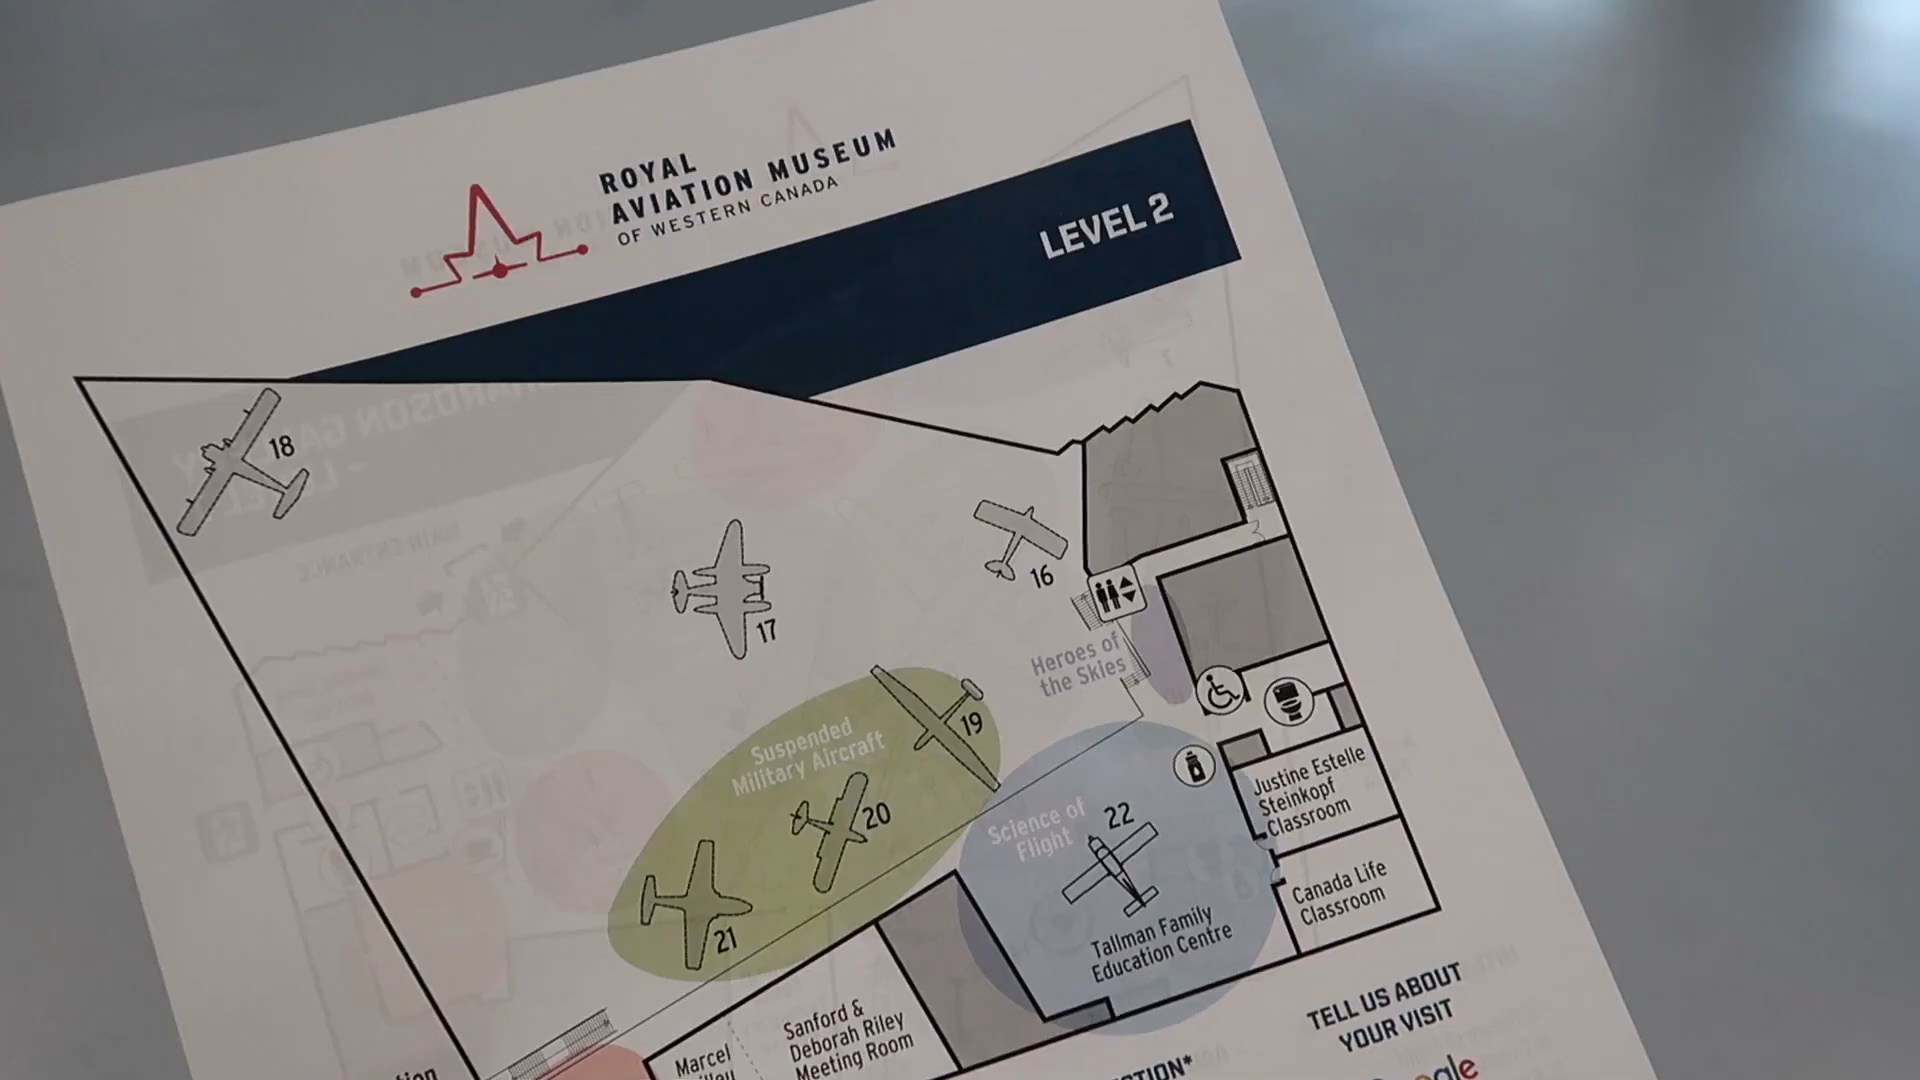 ROYAL
AVIATION MUSEUM
OF WESTERN CANADA
LEVEL 2
18
16
17
Heroes of
the Skies
Suspended
Military Aircraft
19
20
21
Science of
Flight
22
Tallman Family
Education Centre
Justine Estelle
Steinkopf
Classroom
Canada Life
Classroom
Sanford &
Deborah Riley
Meeting Room
Marcel
TELL US ABOUT
YOUR VISIT